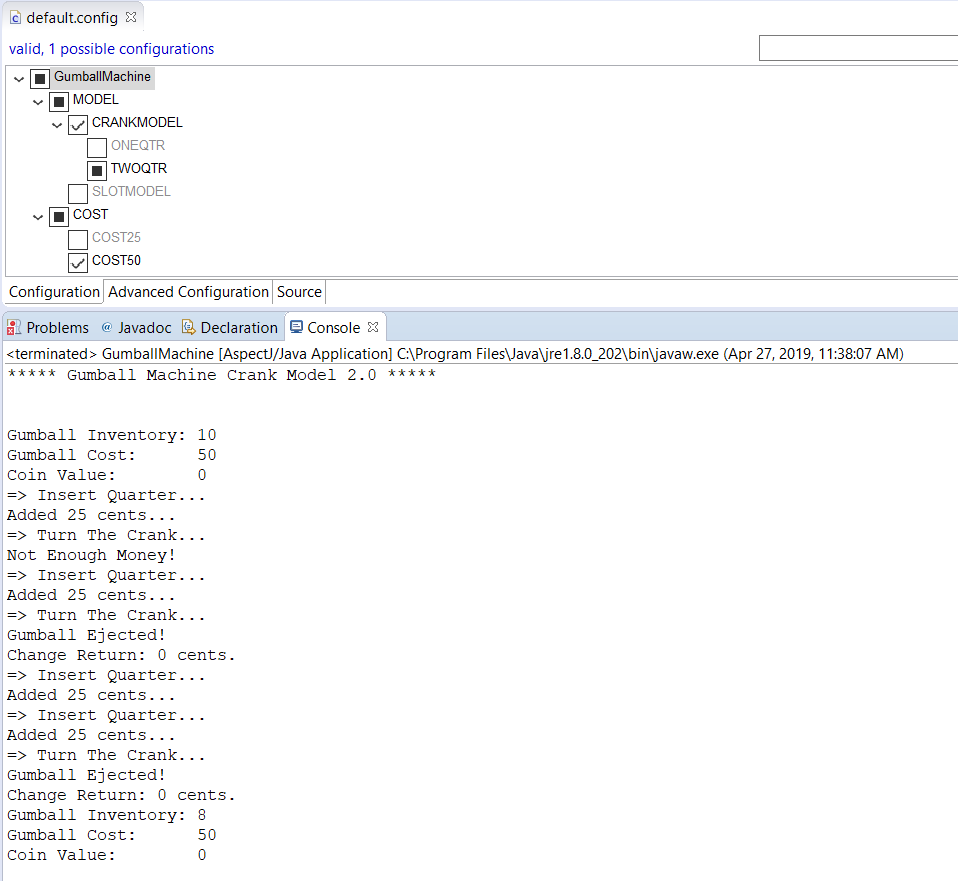 default.config
valid, 1 possible configurations
GumballMachine
MODEL
CRANKMODEL
ONEQTR
TWOQTR
SLOTMODEL
COST
COST25
COST50
Configuration Advanced Configuration Source
Problems @ Javadoc Declaration Console
<terminated> GumballMachine [AspectJ/Java Application] C:\Program Files\Java\jre1.8.0_202\bin\javaw.exe (Apr 27, 2019, 11:38:07 AM)
***** Gumball Machine Crank Model 2.0 *****
Gumball Inventory: 10
Gumball Cost: 50
Coin Value: 0
=> Insert Quarter...
Added 25 cents...
=> Turn The Crank...
Not Enough Money!
=> Insert Quarter...
Added 25 cents...
=> Turn The Crank...
Gumball Ejected!
Change Return: 0 cents.
=> Insert Quarter...
Added 25 cents...
=> Insert Quarter...
Added 25 cents...
=> Turn The Crank...
Gumball Ejected!
Change Return: 0 cents.
Gumball Inventory: 8
Gumball Cost: 50
Coin Value: 0